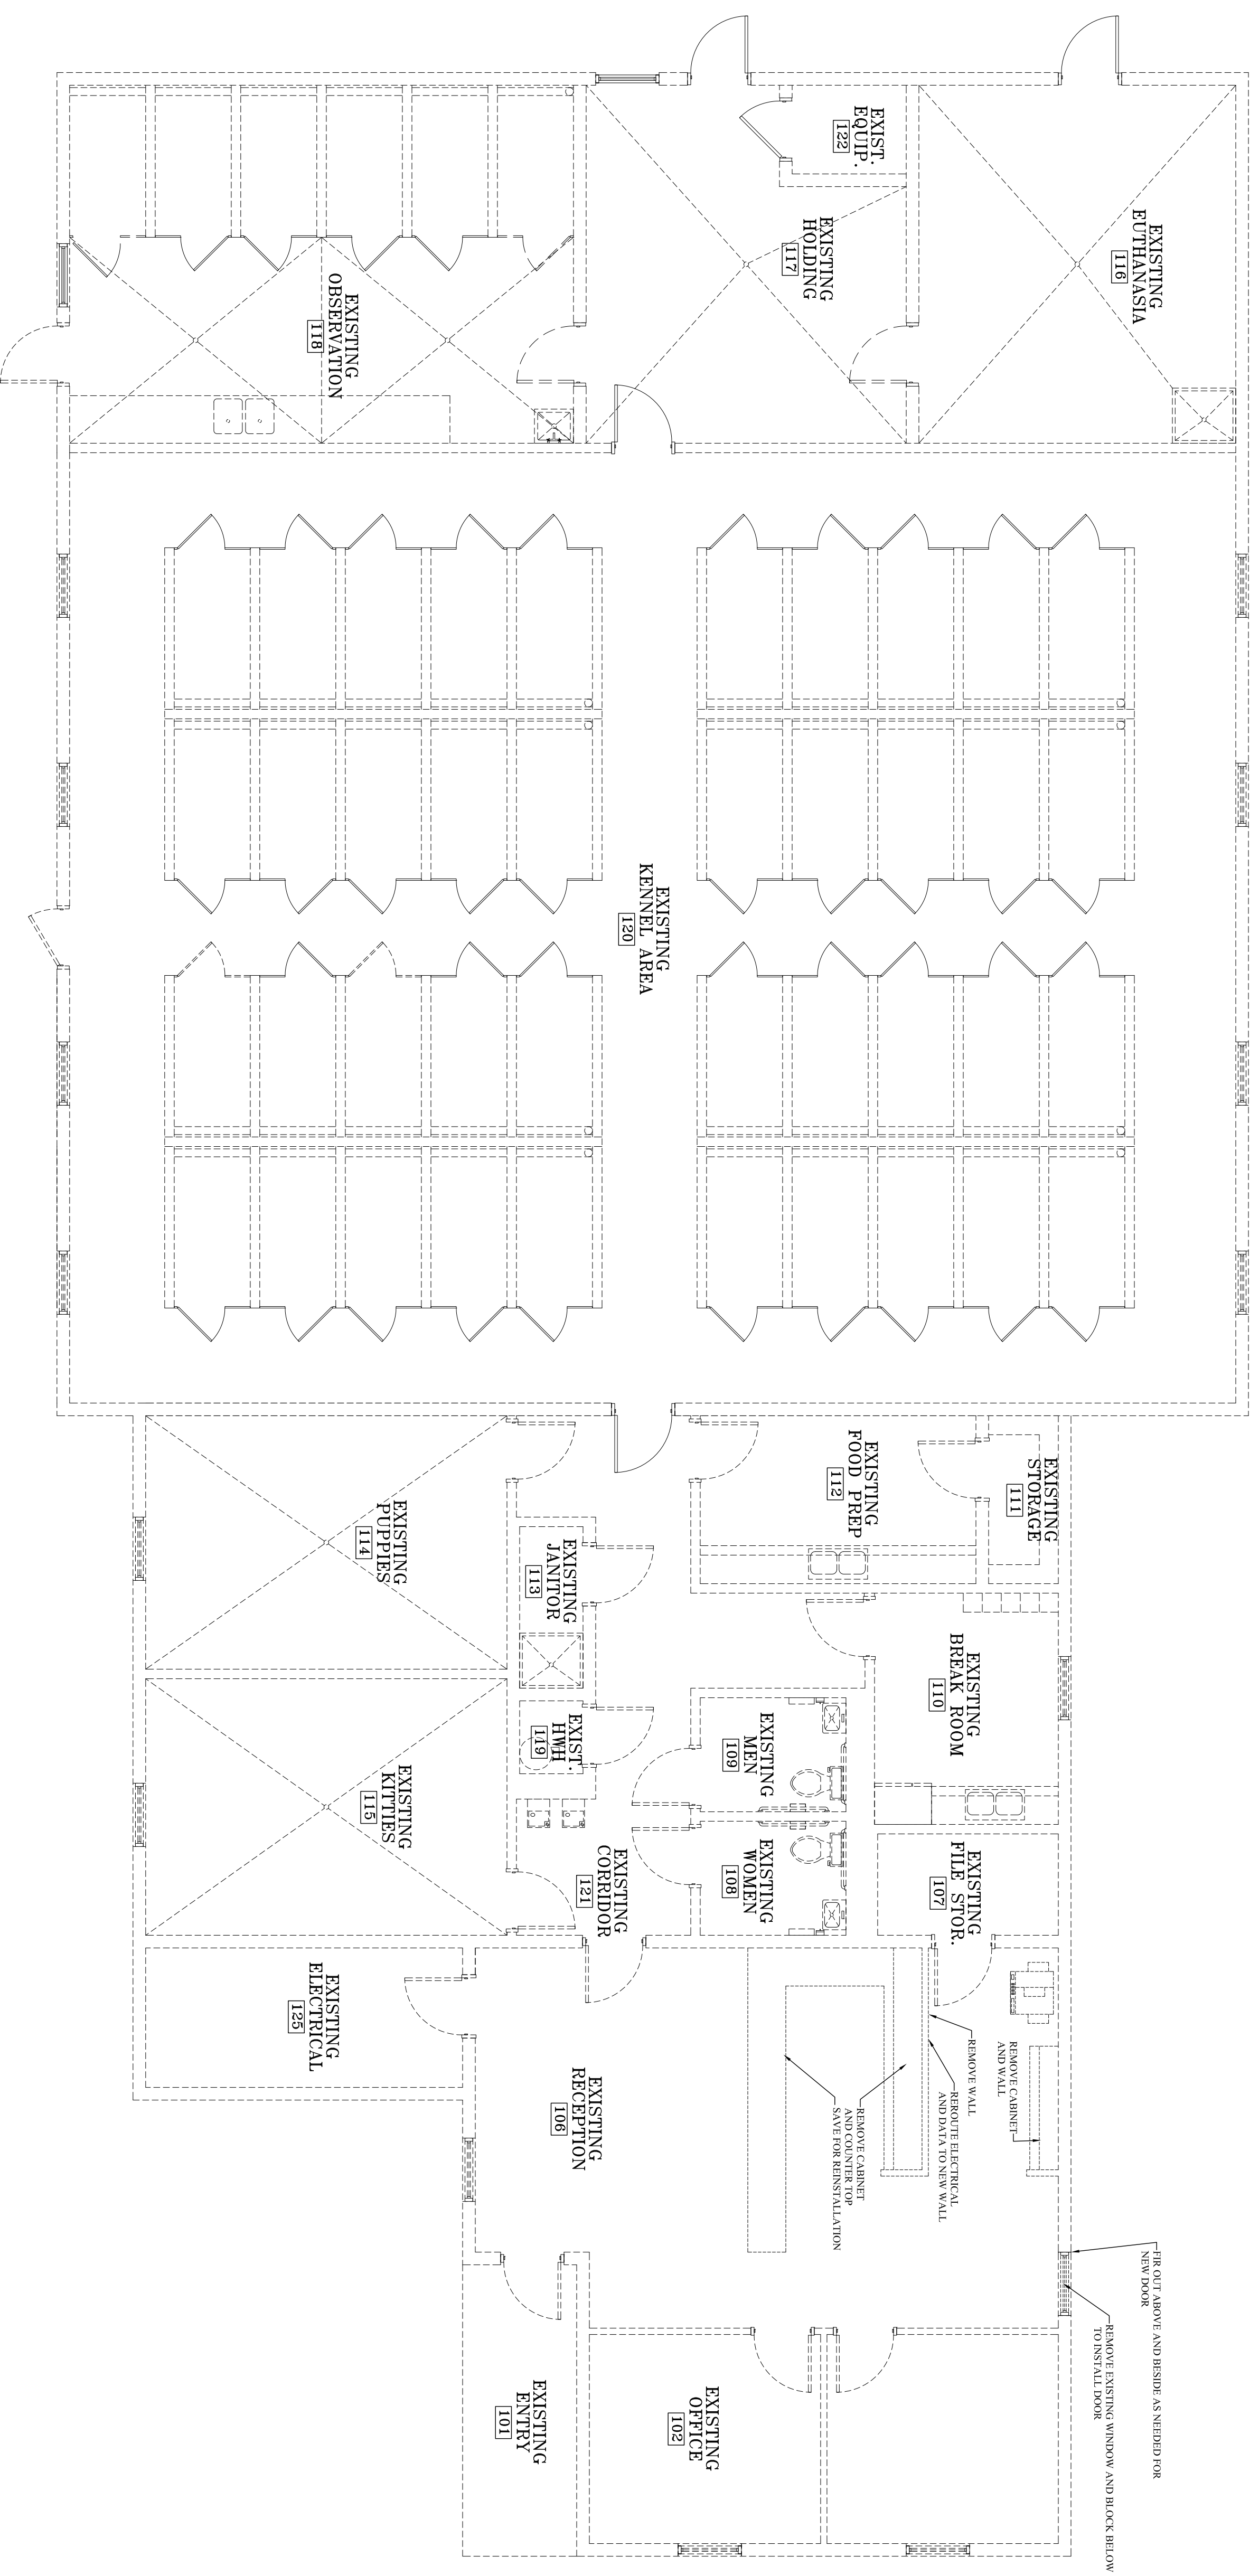 EXISTING
EUTHANASIA
116
EXIST.
EQUIP.
122
EXISTING
HOLDING
117
EXISTING
OBSERVATION
118
EXISTING
KENNEL AREA
120
EXISTING
STORAGE
111
EXISTING
FOOD PREP
112
EXISTING
JANITOR
113
EXISTING
PUPPIES
114
EXISTING
BREAK ROOM
110
EXISTING
MEN
109
EXIST.
HWH
119
EXISTING
KITTIES
115
EXISTING
FILE STOR.
107
EXISTING
WOMEN
108
EXISTING
CORRIDOR
121
EXISTING
ELECTRICAL
125
REMOVE CABINET
AND WALL
REMOVE WALL
REROUTE ELECTRICAL
AND DATA TO NEW WALL
REMOVE CABINET
AND COUNTER TOP
SAVE FOR REINSTALLATION
EXISTING
RECEPTION
106
FIR OUT ABOVE AND BESIDE AS NEEDED FOR
NEW DOOR
REMOVE EXISTING WINDOW AND BLOCK BELOW
TO INSTALL DOOR
EXISTING
OFFICE
102
EXISTING
ENTRY
101